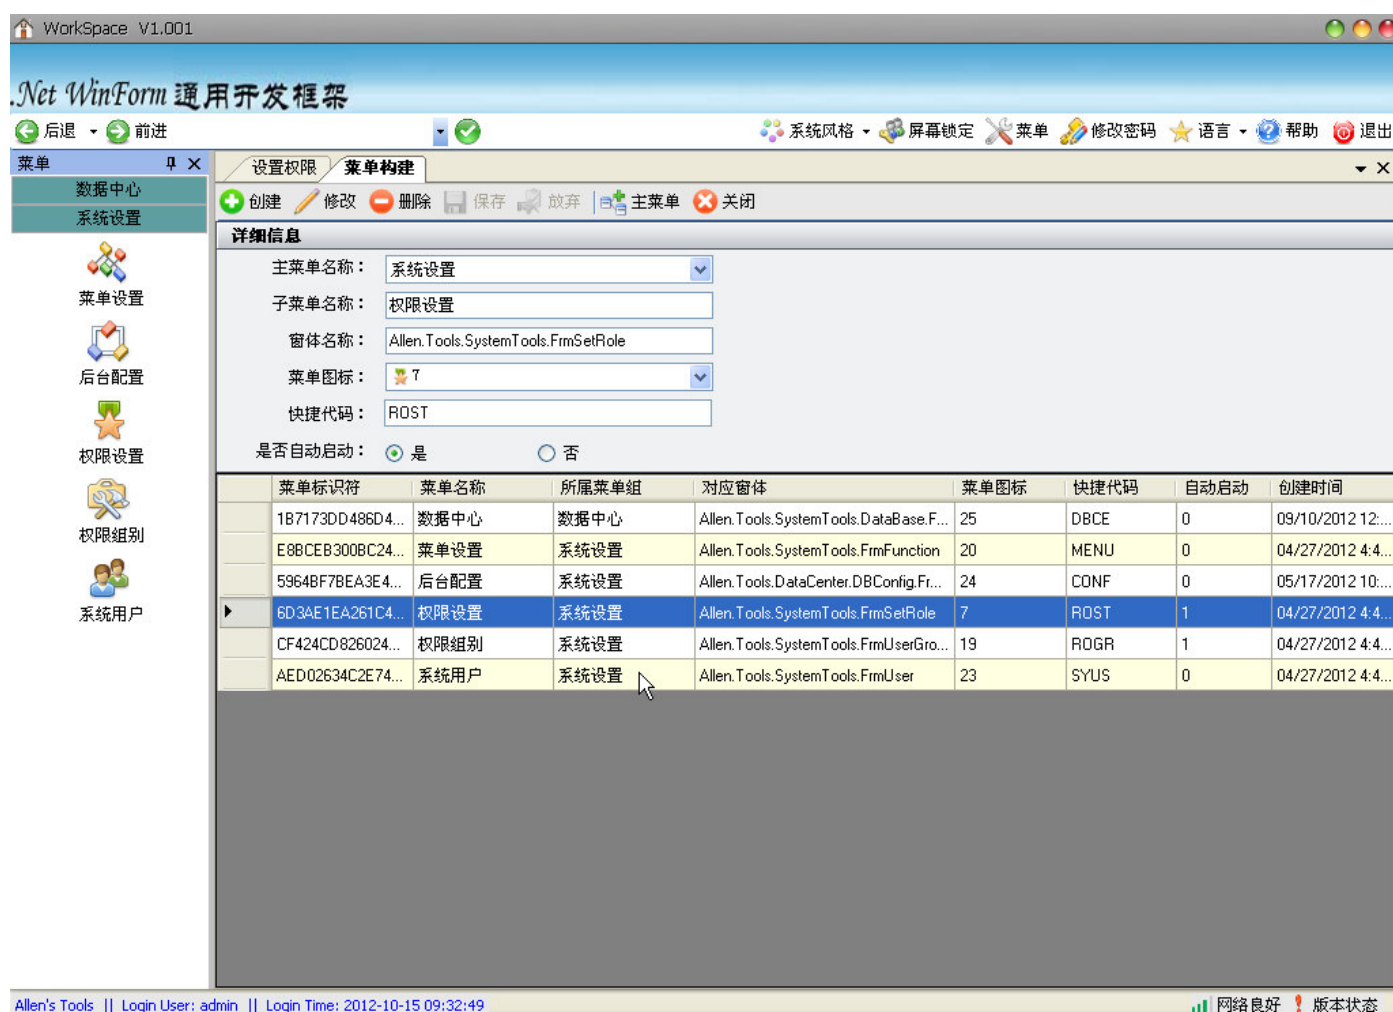 WorkSpace V1.001
.Net WinForm 通用开发框架
后退 前进 系统风格 屏幕锁定 菜单 修改密码 语言 帮助 退出
菜单 设置权限 菜单构建
数据中心
系统设置
菜单设置
后台配置
权限设置
权限组别
系统用户
创建 修改 删除 保存 放弃 主菜单 关闭
详细信息
主菜单名称： 系统设置
子菜单名称： 权限设置
窗体名称： Allen.Tools.SystemTools.FrmSetRole
菜单图标： 7
快捷代码： ROST
是否自动启动： 是 否
菜单标识符 菜单名称 所属菜单组 对应窗体 菜单图标 快捷代码 自动启动 创建时间
1B7173DD486D4... 数据中心 数据中心 Allen.Tools.SystemTools.DataBase.F... 25 DBCE 0 09/10/2012 12:...
E8BCEB300BC24... 菜单设置 系统设置 Allen.Tools.SystemTools.FrmFunction 20 MENU 0 04/27/2012 4:4...
5964BF7BEA3E4... 后台配置 系统设置 Allen.Tools.DataCenter.DBConfig.Fr... 24 CONF 0 05/17/2012 10:...
6D3AE1EA261C4... 权限设置 系统设置 Allen.Tools.SystemTools.FrmSetRole 7 ROST 1 04/27/2012 4:4...
CF424CD826024... 权限组别 系统设置 Allen.Tools.SystemTools.FrmUserGro... 19 ROGR 1 04/27/2012 4:4...
AED02634C2E74... 系统用户 系统设置 Allen.Tools.SystemTools.FrmUser 23 SYUS 0 04/27/2012 4:4...
Allen's Tools || Login User: admin || Login Time: 2012-10-15 09:32:49 网络良好 版本状态